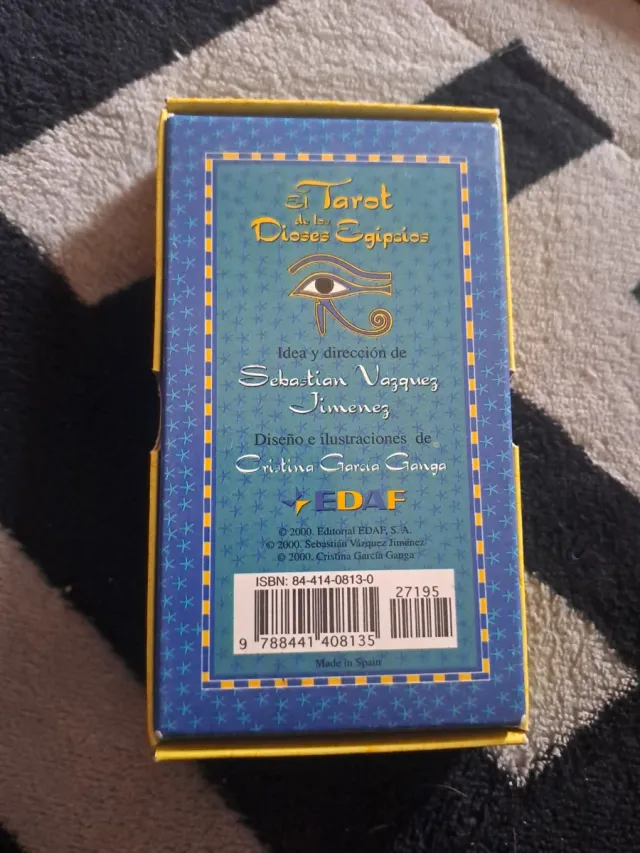 El Tarot
de los
Dioses Egipcios
Idea y dirección de
Sebastian Vazquez
Jimenez
Diseño e ilustraciones de
Cristina Garcia Ganga
EDAF
© 2000. Editorial EDAF, S. A.
© 2000. Sebastián Vázquez Jiménez
© 2000. Cristina García Ganga
ISBN: 84-414-0813-0
27195
9 788441 408135
Made in Spain